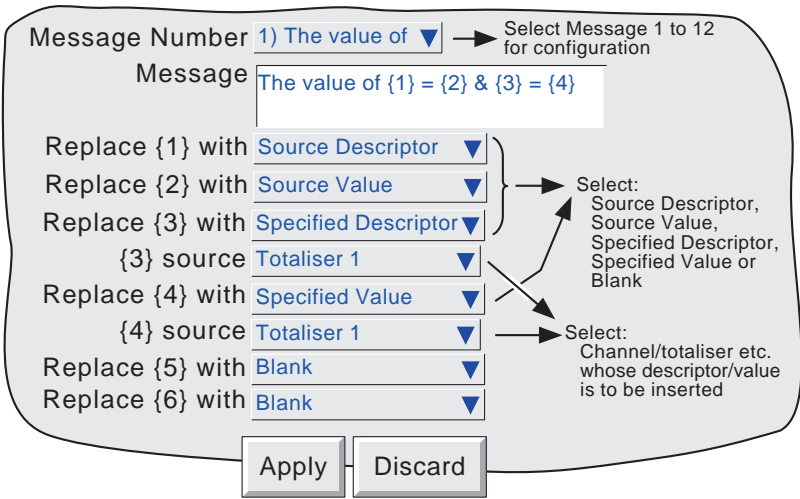 Message Number 1) The value of
Select Message 1 to 12
for configuration
Message
The value of {1} = {2} & {3} = {4}
Replace {1} with Source Descriptor
Replace {2} with Source Value
Replace {3} with Specified Descriptor
{3} source Totaliser 1
Replace {4} with Specified Value
{4} source Totaliser 1
Replace {5} with Blank
Replace {6} with Blank
Select:
Source Descriptor,
Source Value,
Specified Descriptor,
Specified Value or
Blank
Select:
Channel/totaliser etc.
whose descriptor/value
is to be inserted
Apply
Discard